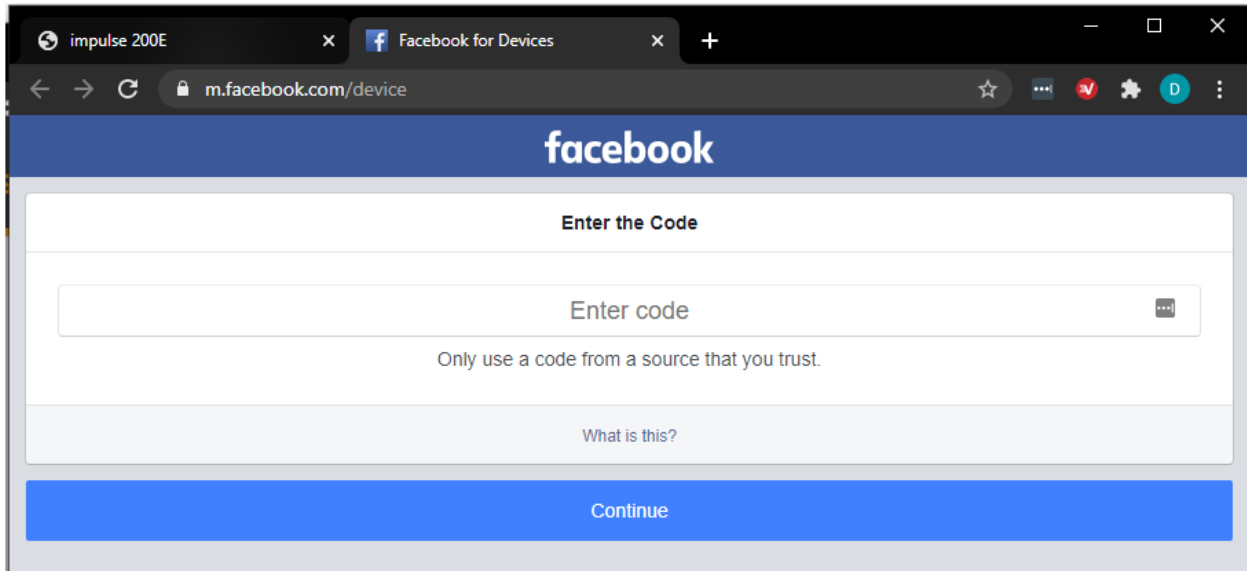 impulse 200E
Facebook for Devices
m.facebook.com/device
D
facebook
Enter the Code
Enter code
Only use a code from a source that you trust.
What is this?
Continue